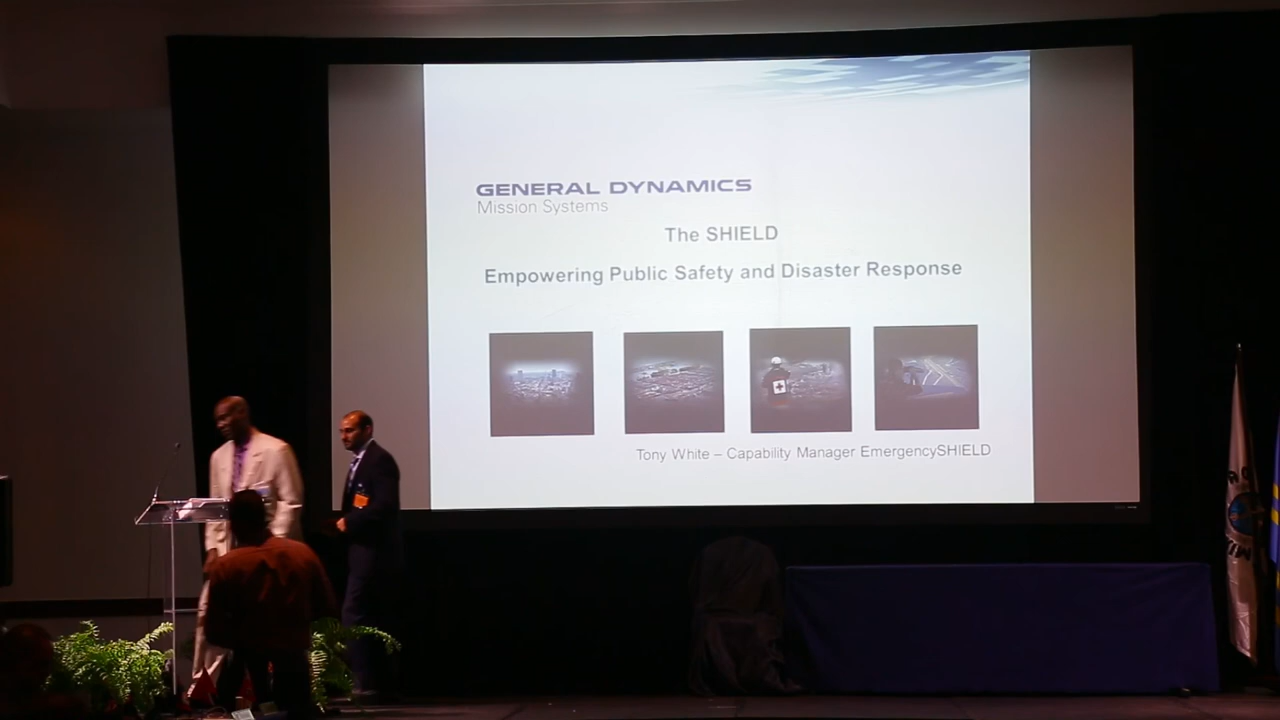 GENERAL DYNAMICS
Mission Systems
The SHIELD
Empowering Public Safety and Disaster Response
Tony White – Capability Manager EmergencySHIELD